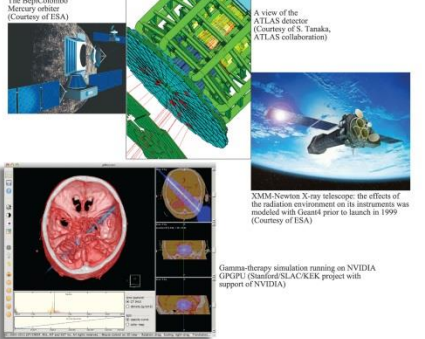 The BepiColombo
Mercury orbiter
(Courtesy of ESA)
A view of the
ATLAS detector
(Courtesy of S. Tanaka,
ATLAS collaboration)
XMM-Newton X-ray telescope: the effects of
the radiation environment on its instruments was
modeled with Geant4 prior to launch in 1999
(Courtesy of ESA)
Gamma-therapy simulation running on NVIDIA
GPGPU (Stanford/SLAC/KEK project with
support of NVIDIA)